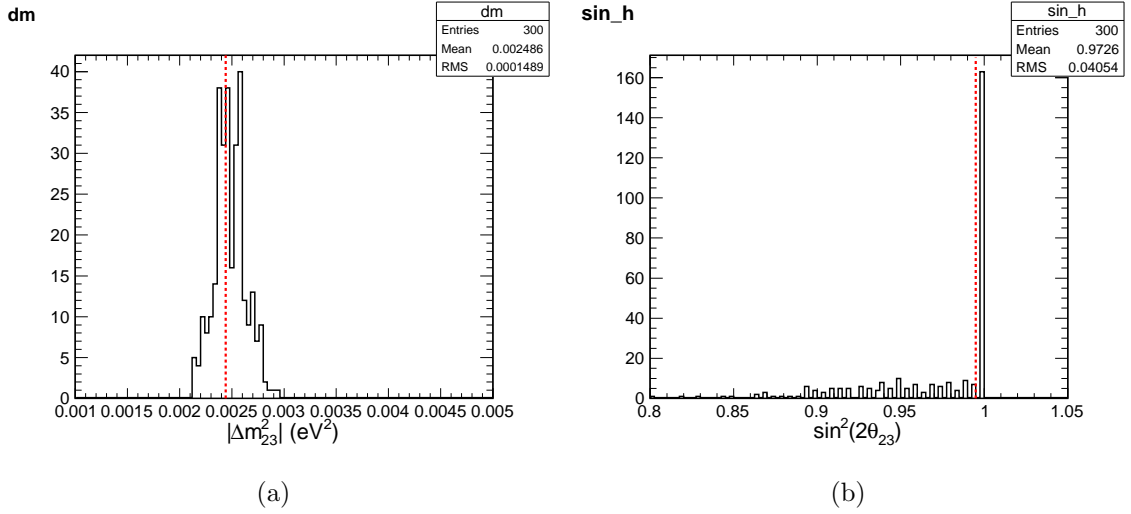 dm
dm
Entries 300
Mean 0.002486
RMS 0.0001489
40
35
30
25
20
15
10
5
0
0.001 0.0015 0.002 0.0025 0.003 0.0035 0.004 0.0045 0.005
|Δm²₂₃| (eV²)
(a)
sin_h
sin_h
Entries 300
Mean 0.9726
RMS 0.04054
160
140
120
100
80
60
40
20
0
0.8 0.85 0.9 0.95 1 1.05
sin²(2θ₂₃)
(b)